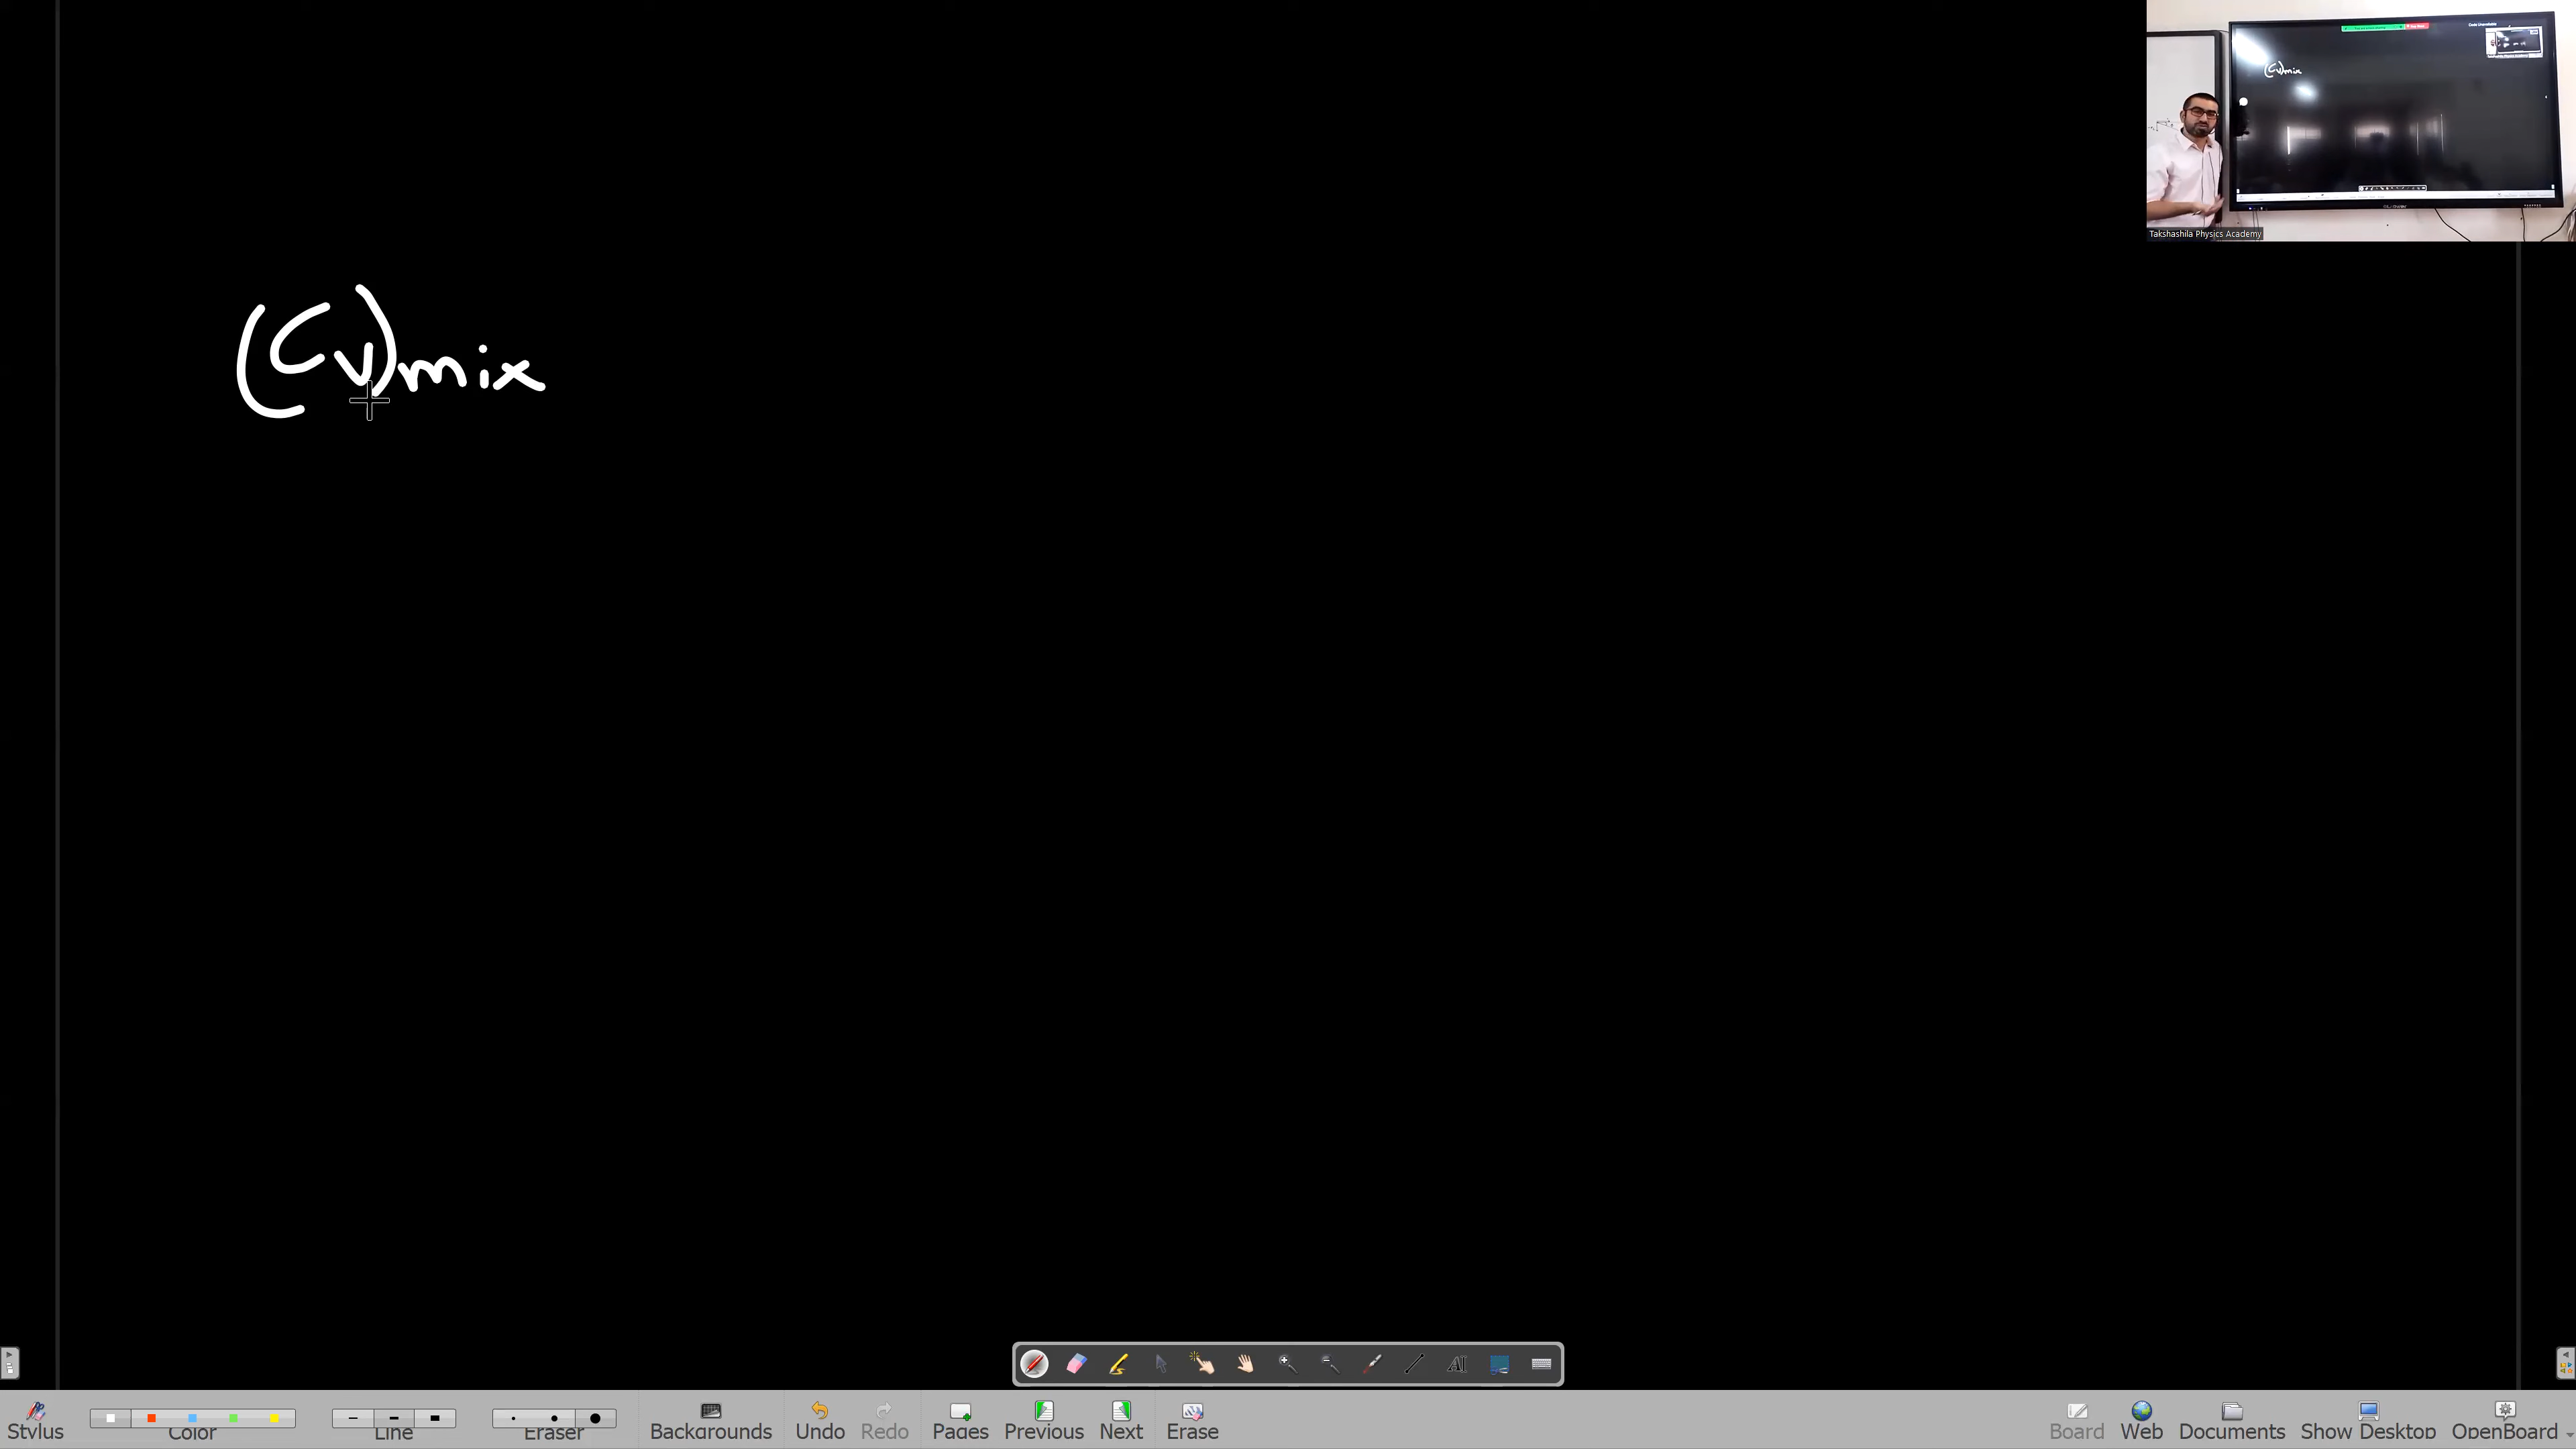 (Cv)mix
Takshashila Physics Academy
Stylus
Color
Line
Eraser
Backgrounds
Undo
Redo
Pages
Previous
Next
Erase
Board
Web
Documents
Show Desktop
OpenBoard